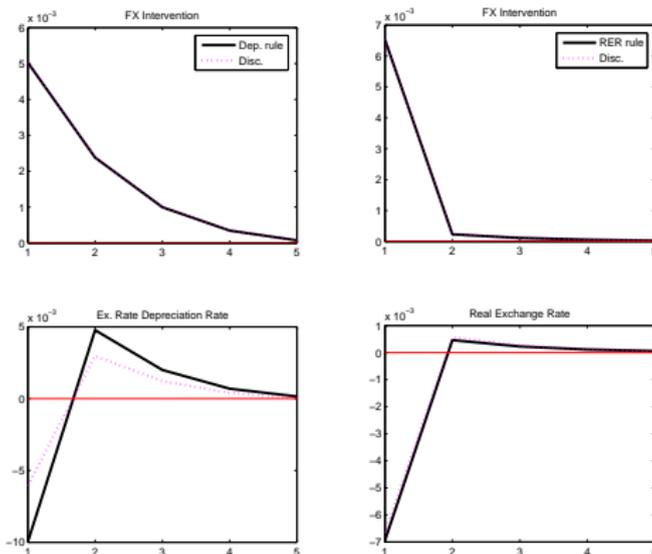 FX Intervention
x 10⁻³
6
5
4
3
2
1
0
1 2 3 4 5
Dep. rule
Disc.
FX Intervention
x 10⁻³
7
6
5
4
3
2
1
0
1 2 3 4
RER rule
Disc.
Ex. Rate Depreciation Rate
x 10⁻³
5
0
−5
−10
1 2 3 4 5
Real Exchange Rate
x 10⁻³
1
0
−1
−2
−3
−4
−5
−6
−7
1 2 3 4